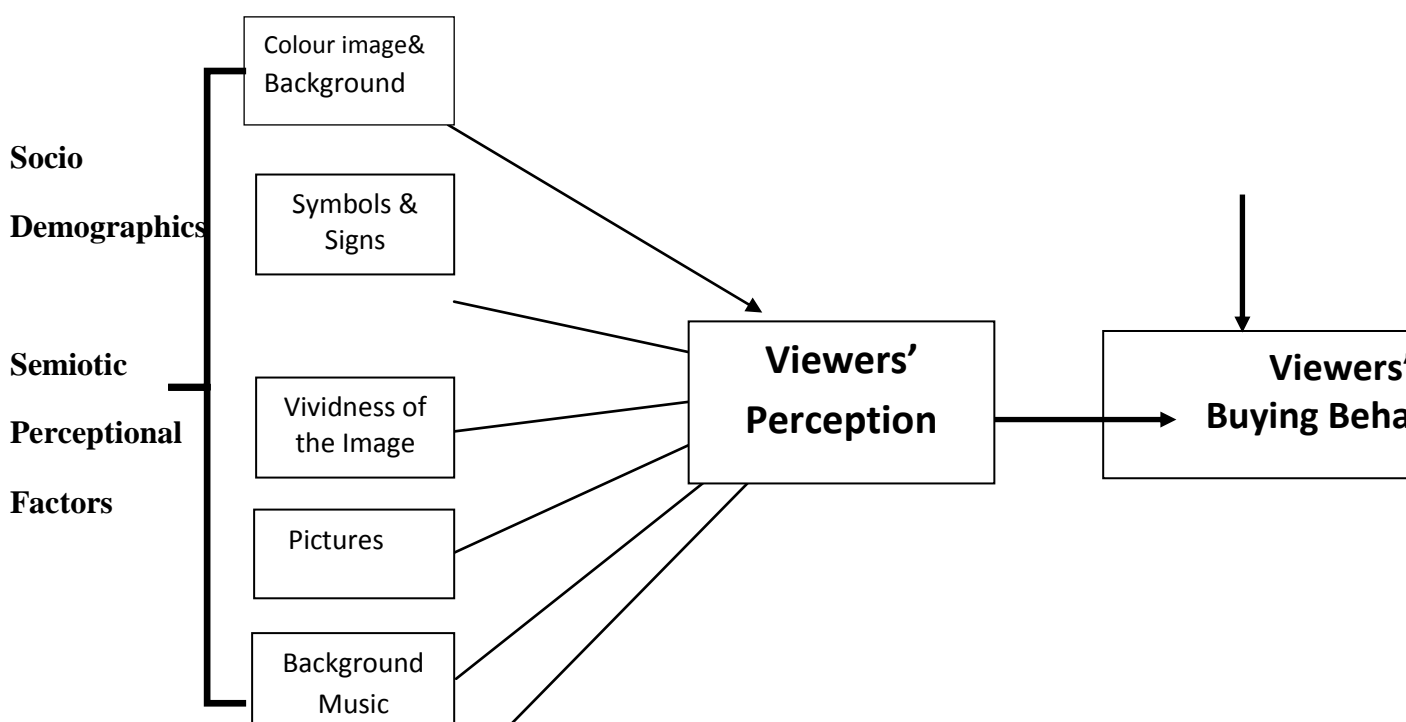 Colour image&
Background
Socio
Demographics
Symbols &
Signs
Semiotic
Perceptional
Factors
Vividness of
the Image
Pictures
Background
Music
Viewers’
Perception
Viewers’
Buying